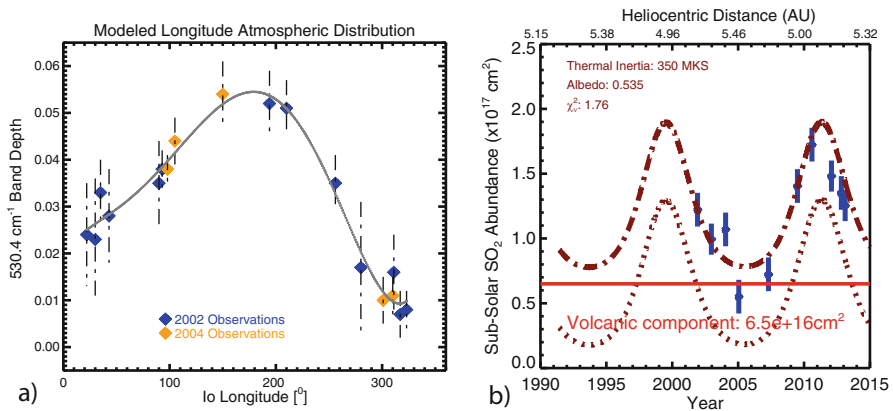 Modeled Longitude Atmospheric Distribution
0.06
0.05
0.04
0.03
0.02
0.01
0.00
530.4 cm⁻¹ Band Depth
2002 Observations
2004 Observations
0
100
200
300
Io Longitude [⁰]
a)
Heliocentric Distance (AU)
5.15
5.38
4.96
5.46
5.00
5.32
2.5
2.0
1.5
1.0
0.5
0.0
Sub-Solar SO₂ Abundance (x10¹⁷ cm²)
Thermal Inertia: 350 MKS
Albedo: 0.535
χᵥ²: 1.76
Volcanic component: 6.5e+16cm²
1990
1995
2000
2005
2010
2015
Year
b)